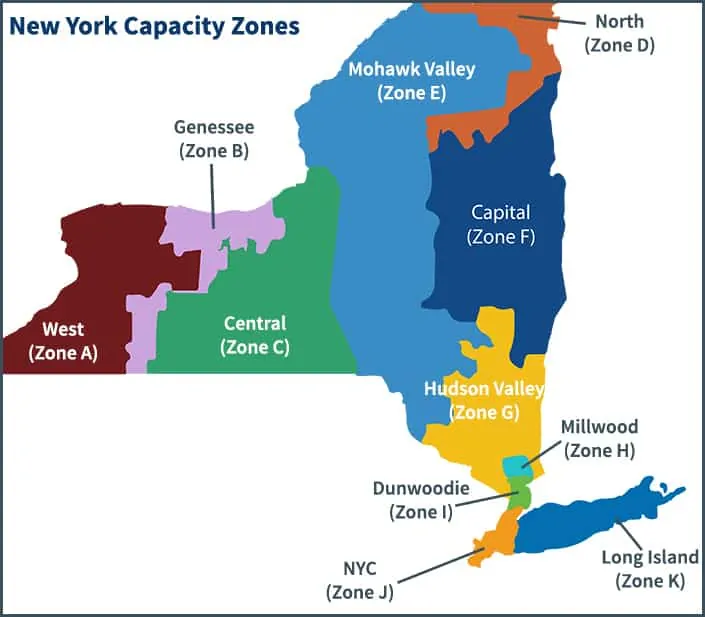 New York Capacity Zones
North
(Zone D)
Mohawk Valley
(Zone E)
Genessee
(Zone B)
Capital
(Zone F)
West
(Zone A)
Central
(Zone C)
Hudson Valley
(Zone G)
Millwood
(Zone H)
Dunwoodie
(Zone I)
NYC
(Zone J)
Long Island
(Zone K)